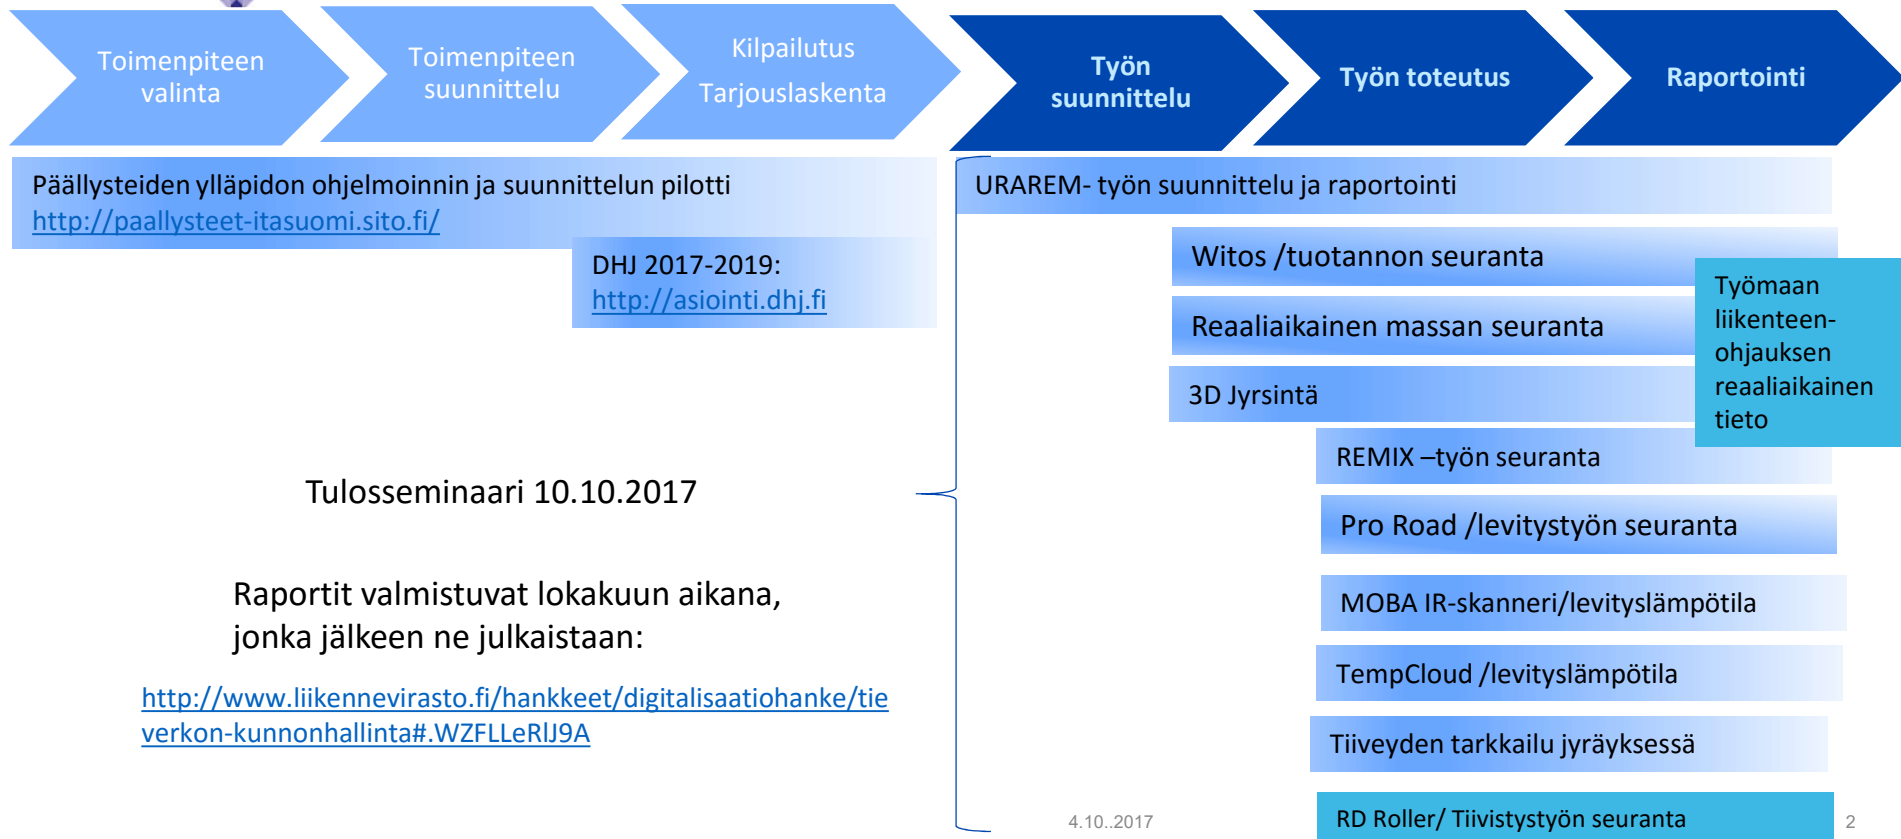 Toimenpiteen
valinta
Toimenpiteen
suunnittelu
Kilpailutus
Tarjouslaskenta
Työn
suunnittelu
Työn toteutus
Raportointi
Päällysteiden ylläpidon ohjelmoinnin ja suunnittelun pilotti
http://paallysteet-itasuomi.sito.fi/
DHJ 2017-2019:
http://asiointi.dhj.fi
URAREM- työn suunnittelu ja raportointi
Witos /tuotannon seuranta
Reaaliaikainen massan seuranta
3D Jyrsintä
Työmaan
liikenteen-
ohjauksen
reaaliaikainen
tieto
REMIX –työn seuranta
Pro Road /levitystyön seuranta
MOBA IR-skanneri/levityslämpötila
TempCloud /levityslämpötila
Tiiveyden tarkkailu jyräyksessä
RD Roller/ Tiivistystyön seuranta
Tulosseminaari 10.10.2017
Raportit valmistuvat lokakuun aikana,
jonka jälkeen ne julkaistaan:
http://www.liikennevirasto.fi/hankkeet/digitalisaatiohanke/tie
verkon-kunnonhallinta#.WZFLLeRlJ9A
4.10..2017
2